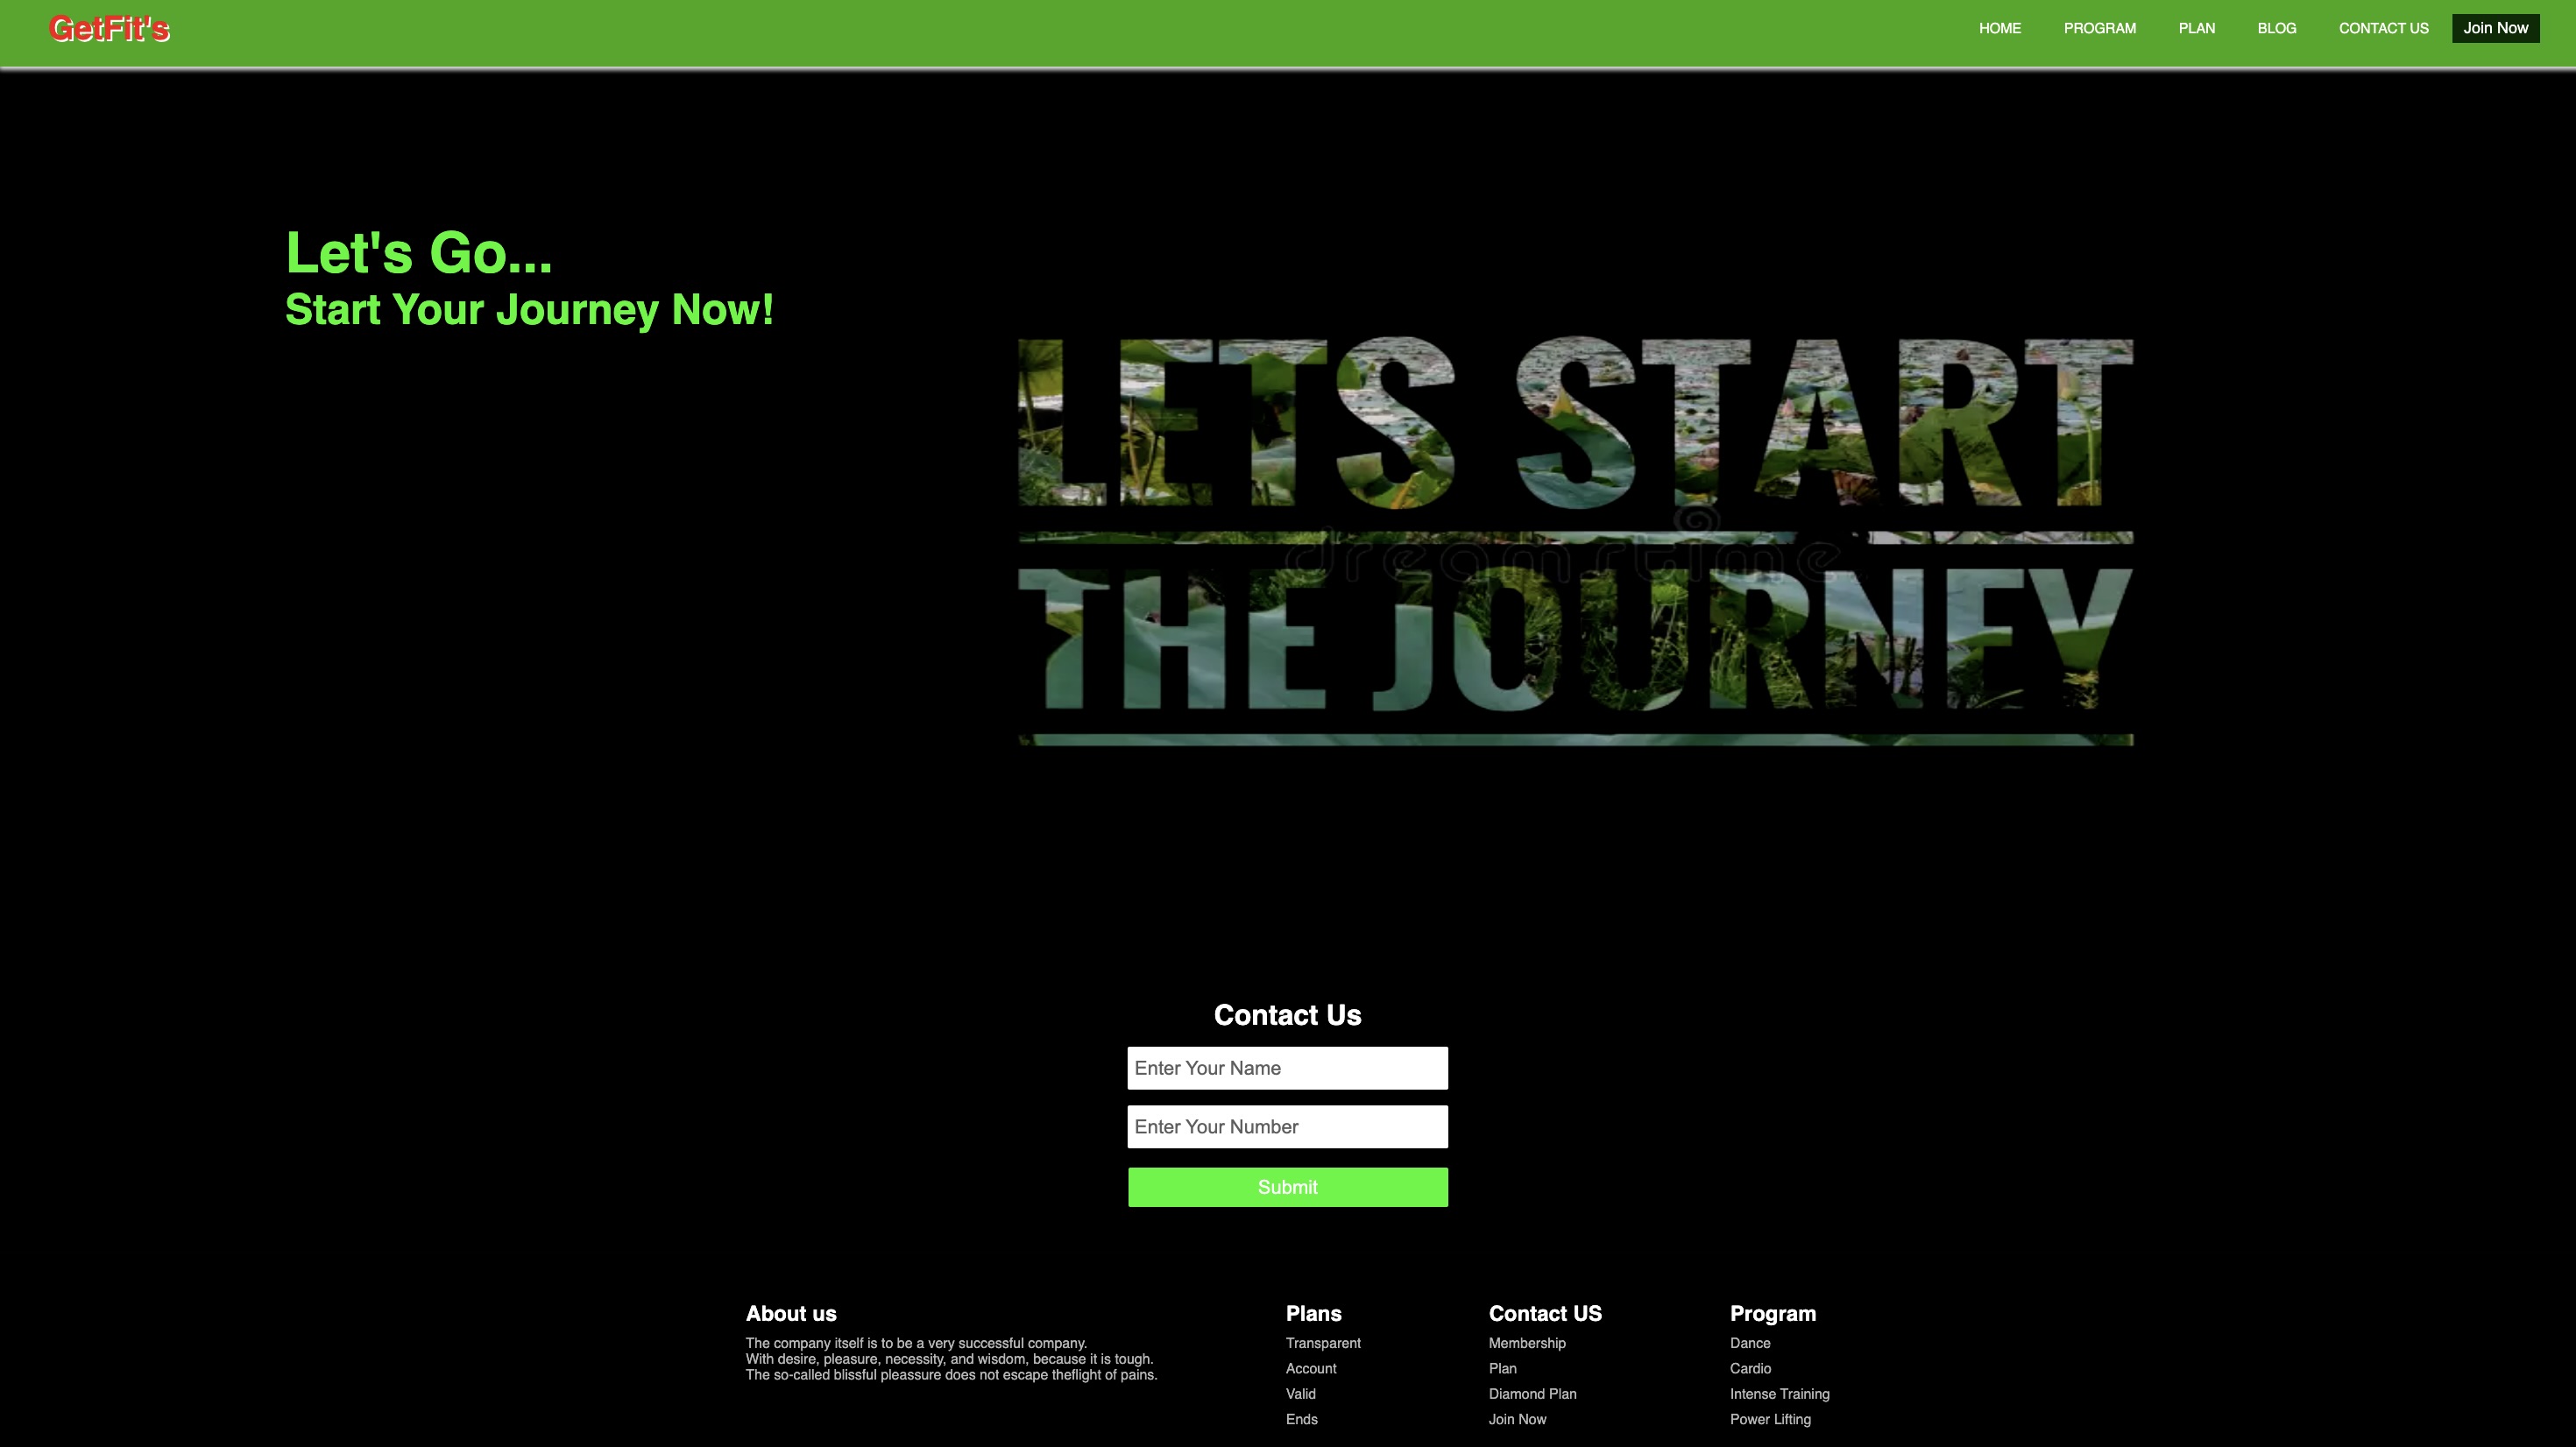 GetFit's
HOME PROGRAM PLAN BLOG CONTACT US Join Now
Let's Go...
Start Your Journey Now!
LETS START
dreamstime
THE JOURNEY
Contact Us
Enter Your Name
Enter Your Number
Submit
About us
The company itself is to be a very successful company.
With desire, pleasure, necessity, and wisdom, because it is tough.
The so-called blissful pleassure does not escape theflight of pains.
Plans
Transparent
Account
Valid
Ends
Contact US
Membership
Plan
Diamond Plan
Join Now
Program
Dance
Cardio
Intense Training
Power Lifting